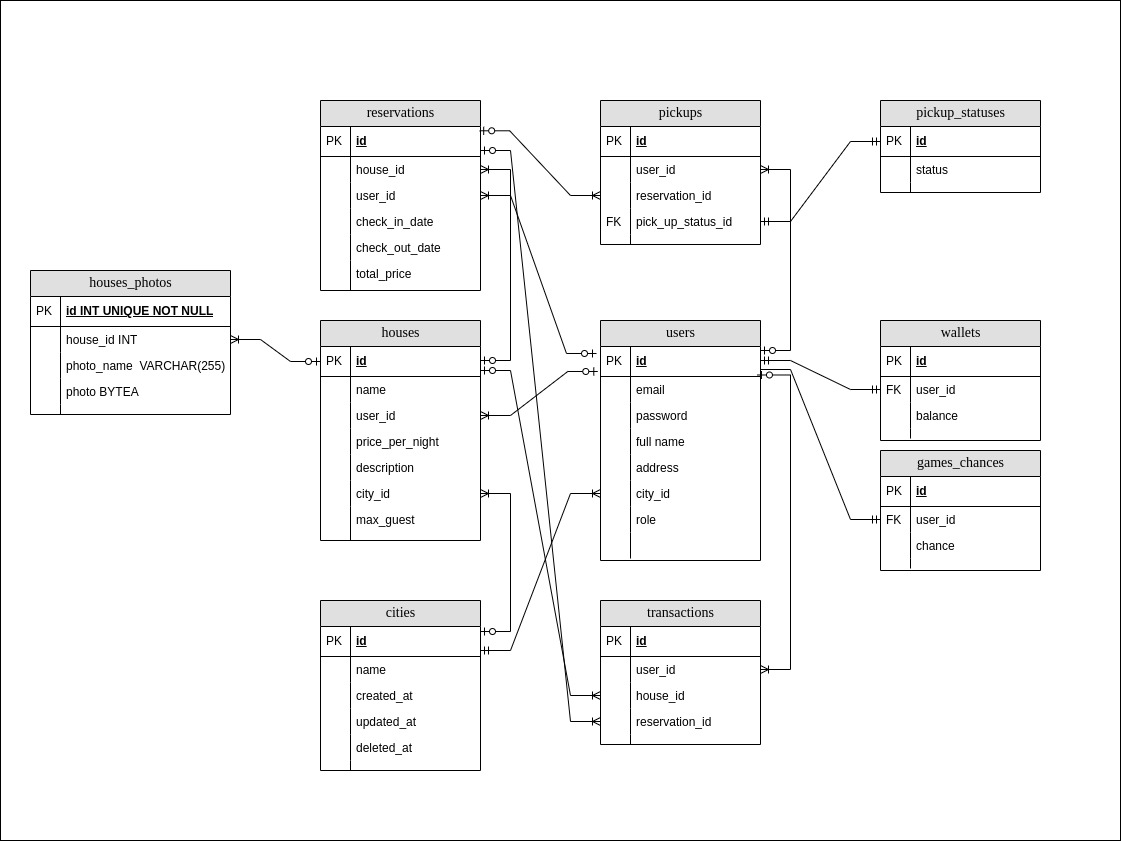 reservations
PK id
house_id
user_id
check_in_date
check_out_date
total_price
pickups
PK id
user_id
reservation_id
FK pick_up_status_id
pickup_statuses
PK id
status
houses_photos
PK id INT UNIQUE NOT NULL
house_id INT
photo_name VARCHAR(255)
photo BYTEA
houses
PK id
name
user_id
price_per_night
description
city_id
max_guest
users
PK id
email
password
full name
address
city_id
role
wallets
PK id
FK user_id
balance
games_chances
PK id
FK user_id
chance
cities
PK id
name
created_at
updated_at
deleted_at
transactions
PK id
user_id
house_id
reservation_id